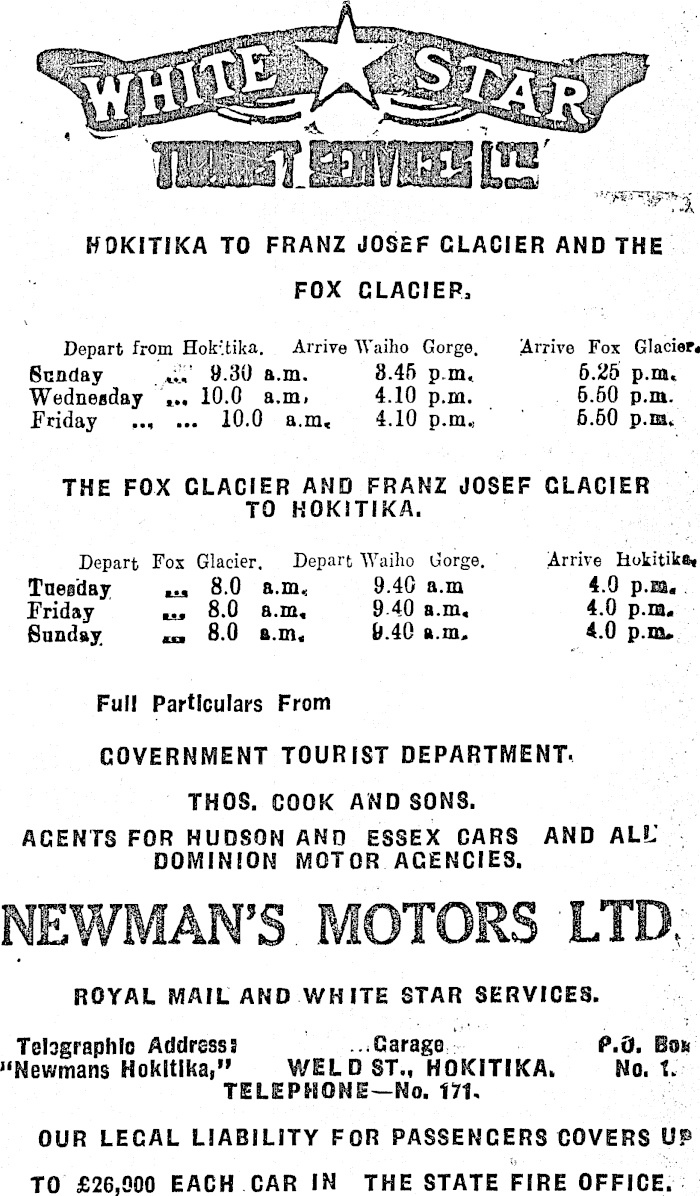 WHITE STAR
TOURIST SERVICES LTD
HOKITIKA TO FRANZ JOSEF GLACIER AND THE
FOX GLACIER.
Depart from Hokitika. Arrive Waiho Gorge. Arrive Fox Glacier.
Sunday ... 9.30 a.m. 3.45 p.m. 5.25 p.m.
Wednesday ... 10.0 a.m. 4.10 p.m. 5.50 p.m.
Friday ... ... 10.0 a.m. 4.10 p.m. 5.50 p.m.
THE FOX GLACIER AND FRANZ JOSEF GLACIER
TO HOKITIKA.
Depart Fox Glacier. Depart Waiho Gorge. Arrive Hokitika.
Tuesday ... 8.0 a.m. 9.40 a.m 4.0 p.m.
Friday ... 8.0 a.m. 9.40 a.m. 4.0 p.m.
Sunday ... 8.0 a.m. 9.40 a.m. 4.0 p.m.
Full Particulars From
GOVERNMENT TOURIST DEPARTMENT.
THOS. COOK AND SONS.
AGENTS FOR HUDSON AND ESSEX CARS AND ALL
DOMINION MOTOR AGENCIES.
NEWMAN'S MOTORS LTD.
ROYAL MAIL AND WHITE STAR SERVICES.
Telegraphic Address: Garage P.O. Box
"Newmans Hokitika," WELD ST., HOKITIKA. No. 1.
TELEPHONE—No. 171.
OUR LEGAL LIABILITY FOR PASSENGERS COVERS UP
TO £26,000 EACH CAR IN THE STATE FIRE OFFICE.